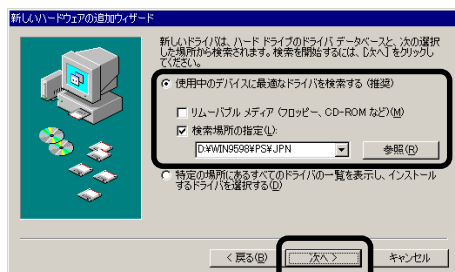 新しいハードウェアの追加ウィザード
新しいドライバは、ハード ドライブのドライバ データベースと、次の選択
した場所から検索されます。検索を開始するには、[次へ] をクリックし
てください。
使用中のデバイスに最適なドライバを検索する (推奨)
リムーバブル メディア (フロッピー、CD-ROM など)(M)
検索場所の指定(L):
D:¥WIN9598¥PS¥JPN
参照(R)
特定の場所にあるすべてのドライバの一覧を表示し、インストール
するドライバを選択する(D)
< 戻る(B)
次へ >
キャンセル